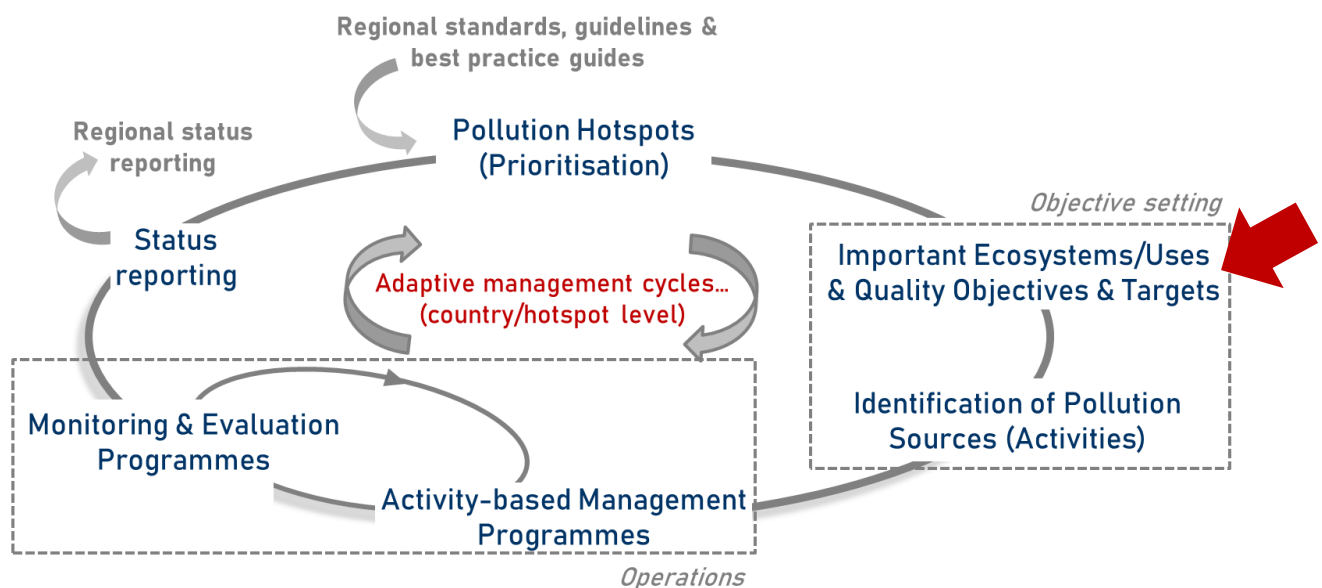 Regional standards, guidelines &
best practice guides
Regional status
reporting
Pollution Hotspots
(Prioritisation)
Objective setting
Status
reporting
Important Ecosystems/Uses
& Quality Objectives & Targets
Adaptive management cycles...
(country/hotspot level)
Identification of Pollution
Sources (Activities)
Monitoring & Evaluation
Programmes
Activity-based Management
Programmes
Operations